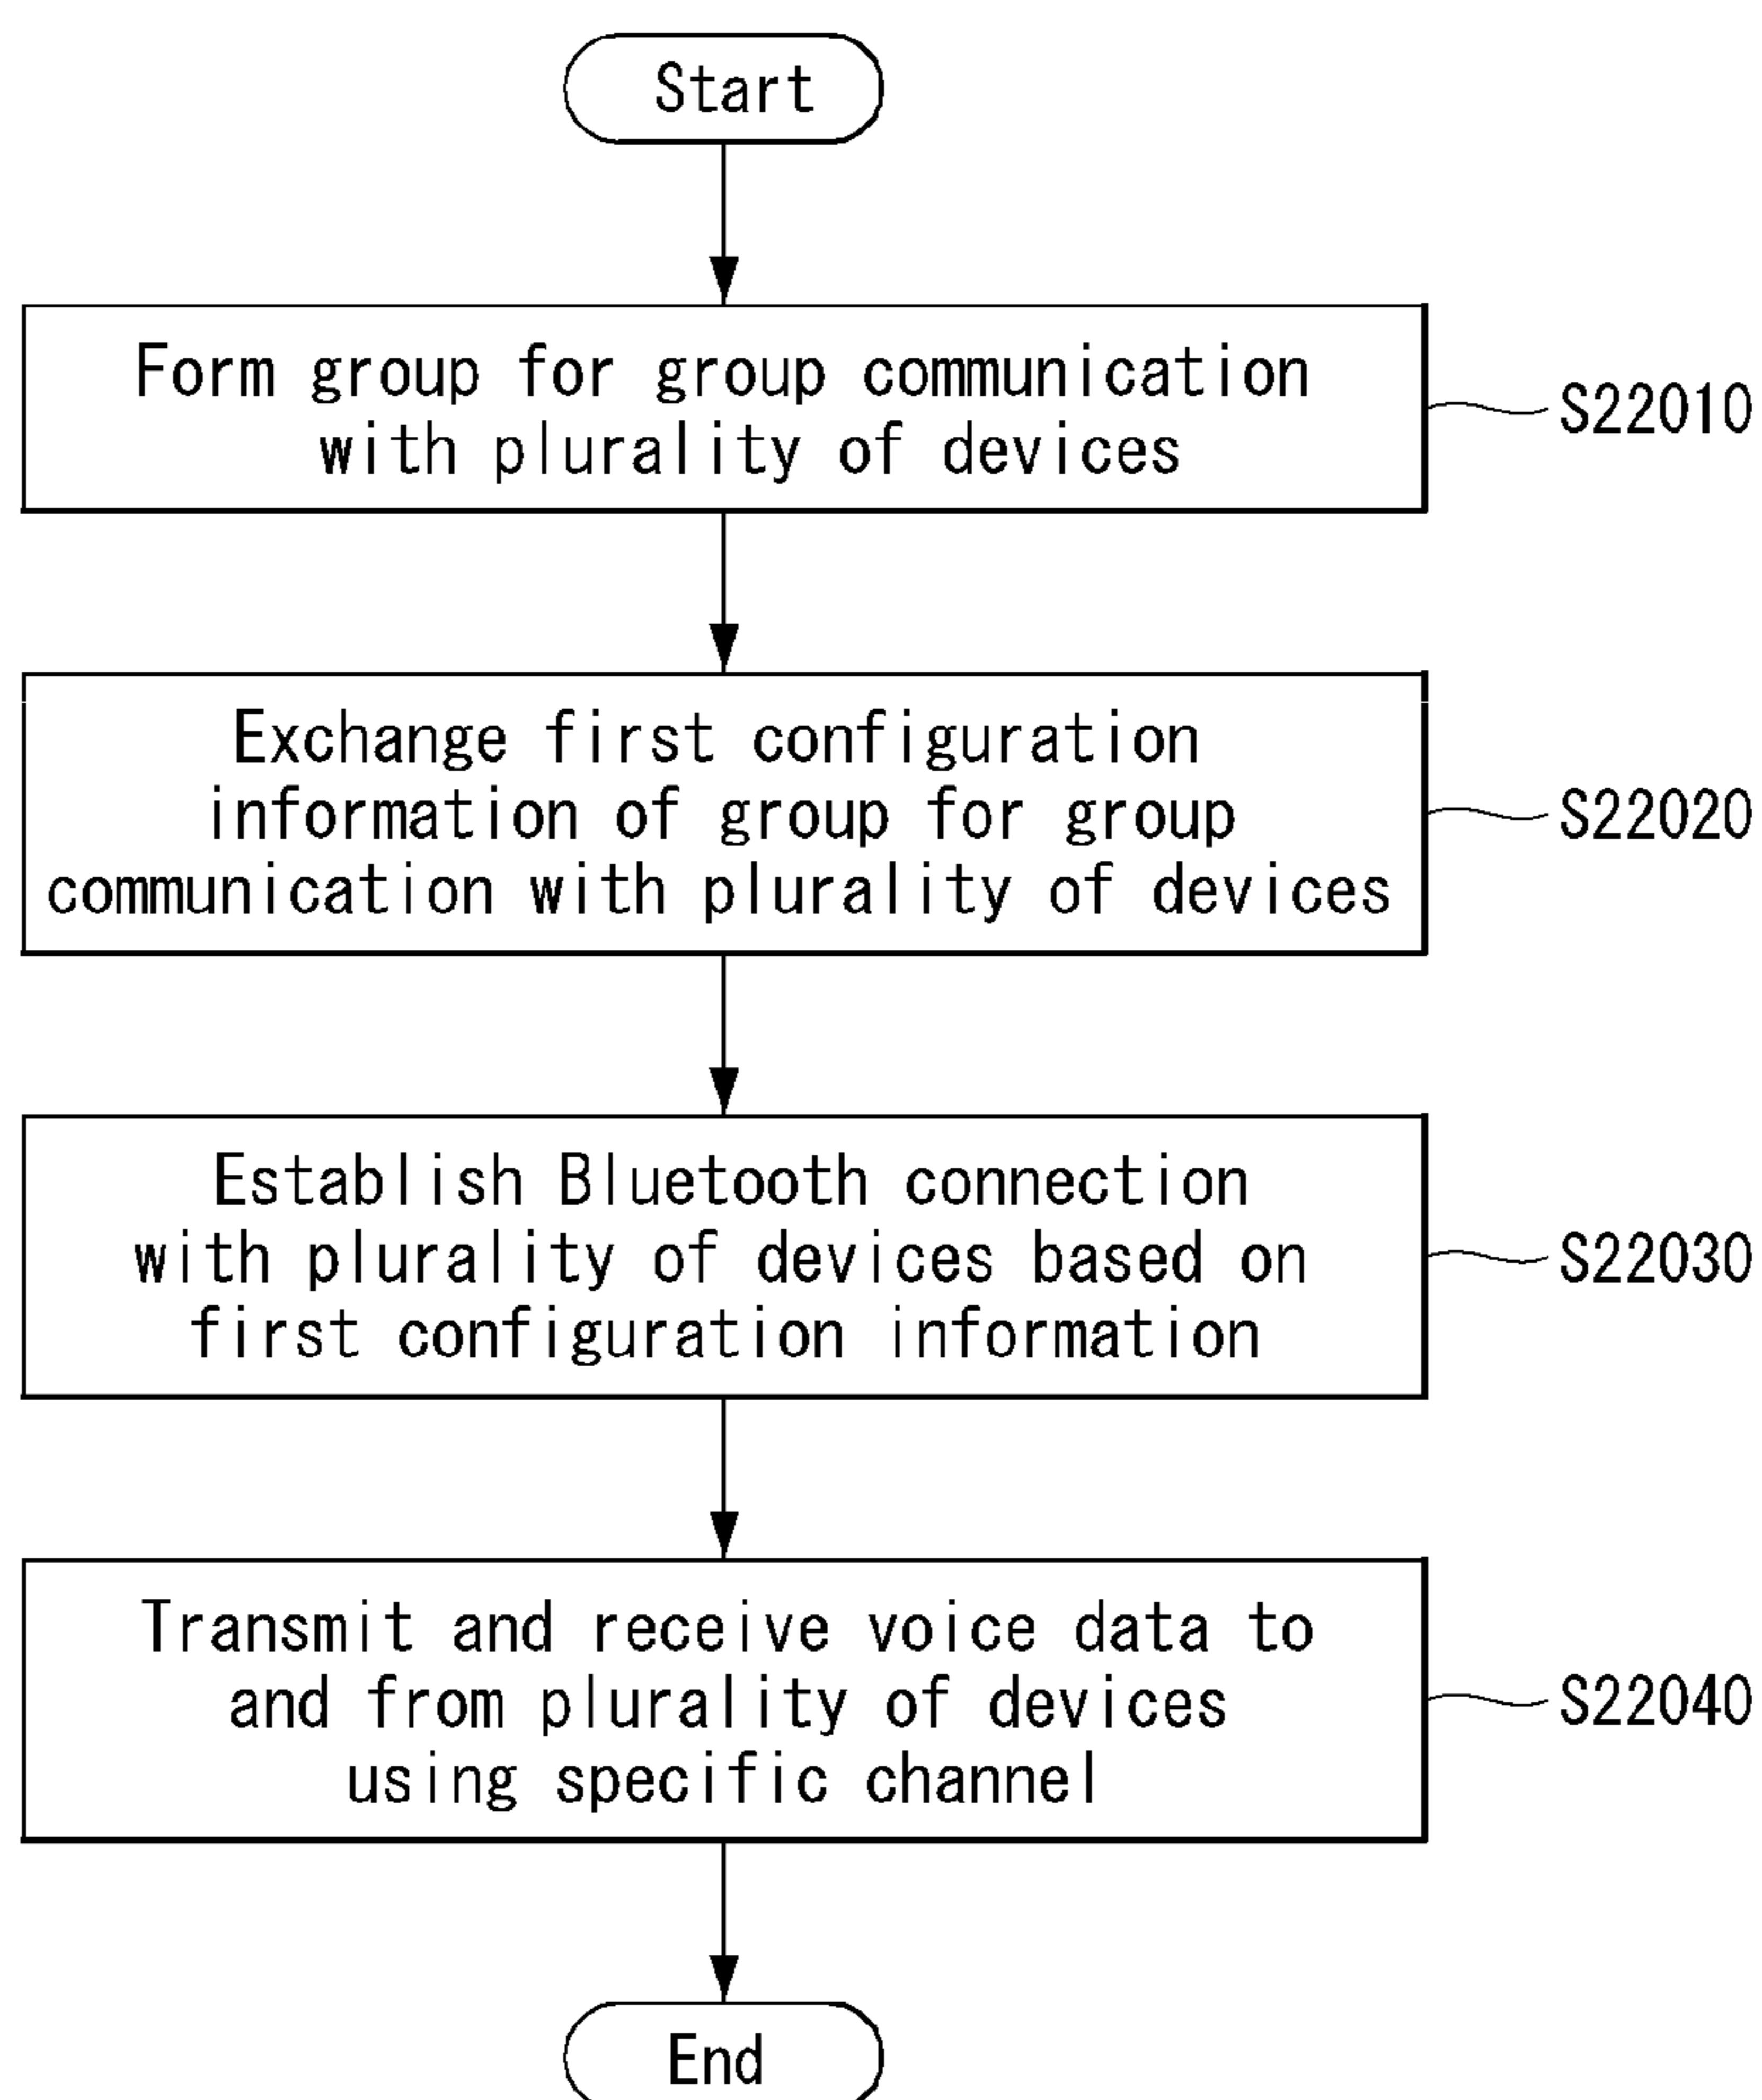 Start
Form group for group communication
with plurality of devices
S22010
Exchange first configuration
information of group for group
communication with plurality of devices
S22020
Establish Bluetooth connection
with plurality of devices based on
first configuration information
S22030
Transmit and receive voice data to
and from plurality of devices
using specific channel
S22040
End